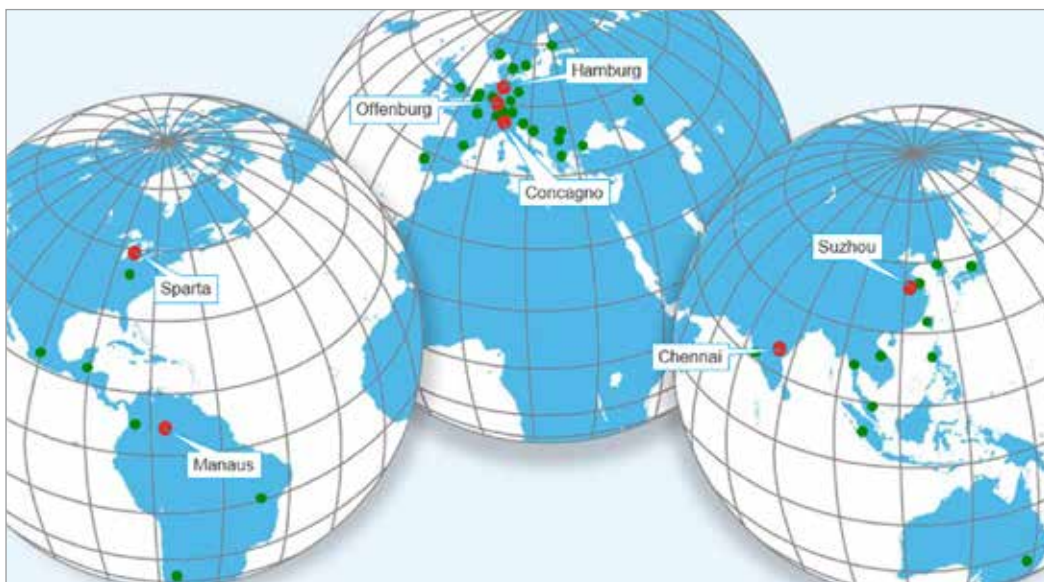 Hamburg
Offenburg
Concagno
Sparta
Manaus
Suzhou
Chennai